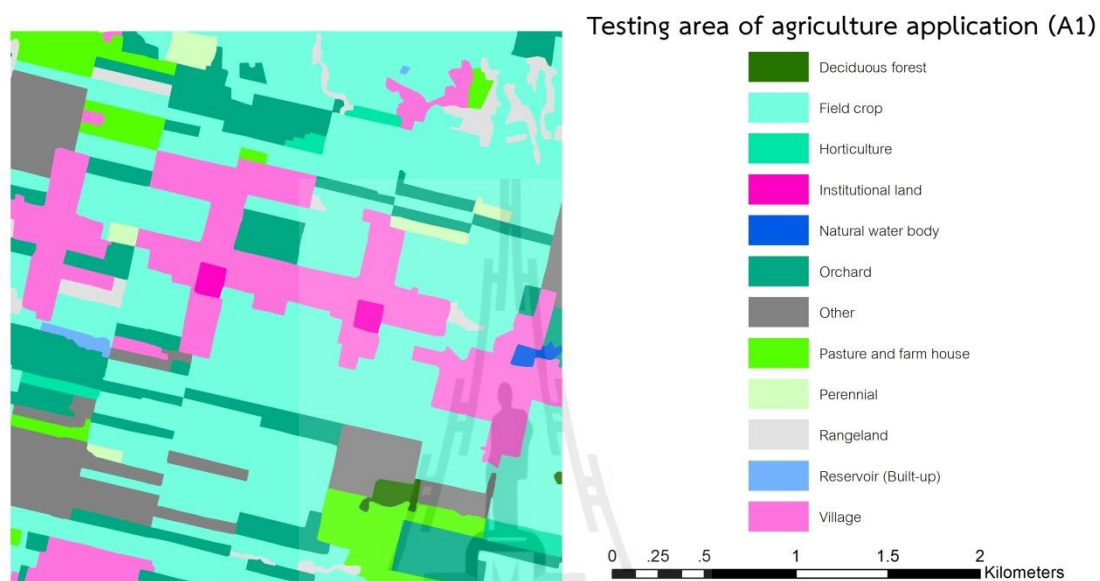 Testing area of agriculture application (A1)
Deciduous forest
Field crop
Horticulture
Institutional land
Natural water body
Orchard
Other
Pasture and farm house
Perennial
Rangeland
Reservoir (Built-up)
Village
0 .25 .5 1 1.5 2
Kilometers